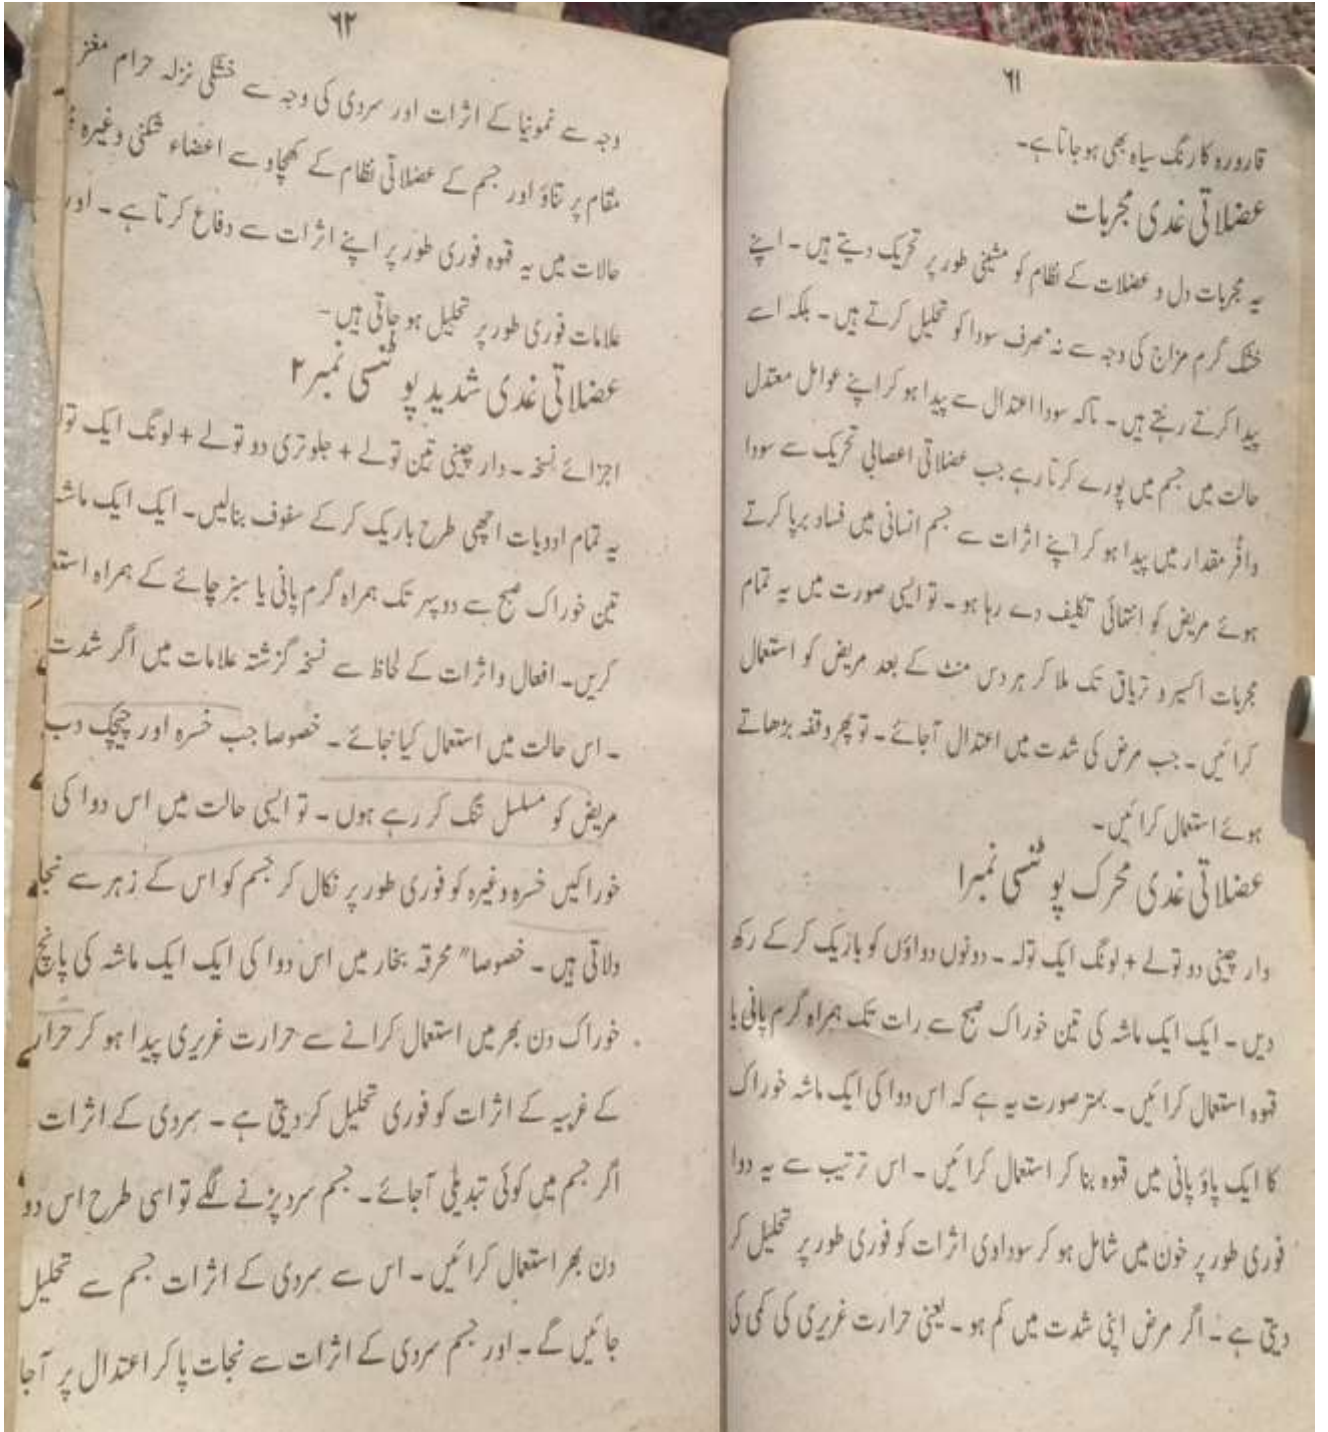 ٦١
قارورہ کا رنگ سیاہ بھی ہو جاتا ہے۔
عضلاتی غدی مجربات
یہ مجربات دل و عضلات کے نظام کو مشینی طور پر تحریک دیتے ہیں۔ اپنے
خشک گرم مزاج کی وجہ سے نہ صرف سودا کو تحلیل کرتے ہیں۔ بلکہ اسے
پیدا کرتے رہتے ہیں۔ تاکہ سودا اعتدال سے پیدا ہو کر اپنے عوامل معتدل
حالت میں جسم میں پورے کرتا رہے جب عضلاتی اعصابی تحریک سے سودا
وافر مقدار میں پیدا ہو کر اپنے اثرات سے جسم انسانی میں فساد برپا کرتے
ہوئے مریض کو انتہائی تکلیف دے رہا ہو۔ تو ایسی صورت میں یہ تمام
مجربات اکسیر و تریاق تک ملا کر ہر دس منٹ کے بعد مریض کو استعمال
کرائیں۔ جب مرض کی شدت میں اعتدال آجائے۔ تو پھر وقفہ بڑھاتے
ہوئے استعمال کرائیں۔
عضلاتی غدی محرک پوٹنسی نمبر ۱
دار چینی دو تولے + لونگ ایک تولہ۔ دونوں دواؤں کو باریک کر کے رکھ
دیں۔ ایک ایک ماشہ کی تین خوراک صبح سے رات تک ہمراہ گرم پانی یا
قہوہ استعمال کرائیں۔ بہتر صورت یہ ہے کہ اس دوا کی ایک ماشہ خوراک
کا ایک پاؤ پانی میں قہوہ بنا کر استعمال کرائیں۔ اس ترتیب سے یہ دوا
فوری طور پر خون میں شامل ہو کر سوداوی اثرات کو فوری طور پر تحلیل کر
دیتی ہے۔ اگر مرض اپنی شدت میں کم ہو۔ یعنی حرارت غریزی کی کمی کی
٦٢
وجہ سے نمونیا کے اثرات اور سردی کی وجہ سے خشکی نزلہ حرام مغز
مقام پر تناؤ اور جسم کے عضلاتی نظام کے کھچاو سے اعضاء شکنی وغیرہ
حالات میں یہ قہوہ فوری طور پر اپنے اثرات سے دفاع کرتا ہے۔ اور
علامات فوری طور پر تحلیل ہو جاتی ہیں۔
عضلاتی غدی شدید پوٹنسی نمبر ۲
اجزائے نسخہ۔ دار چینی تین تولے + جلوتری دو تولے + لونگ ایک تولہ
یہ تمام ادویات اچھی طرح باریک کر کے سفوف بنالیں۔ ایک ایک ماشہ
تین خوراک صبح سے دوپہر تک ہمراہ گرم پانی یا سبز چائے کے ہمراہ استع
کریں۔ افعال و اثرات کے لحاظ سے نسخہ گزشتہ علامات میں اگر شدت
۔ اس حالت میں استعمال کیا جائے۔ خصوصا جب خسرہ اور چیچک دب
مریض کو مسلسل تنگ کر رہے ہوں۔ تو ایسی حالت میں اس دوا کی
خوراکیں خسرہ وغیرہ کو فوری طور پر نکال کر جسم کو اس کے زہر سے نجا
دلاتی ہیں۔ خصوصا" محرقہ بخار میں اس دوا کی ایک ایک ماشہ کی پانچ
خوراک دن بھر میں استعمال کرانے سے حرارت غریزی پیدا ہو کر حرار
کے غریبہ کے اثرات کو فوری تحلیل کر دیتی ہے۔ سردی کے اثرات
اگر جسم میں کوئی تبدیلی آجائے۔ جسم سرد پڑنے لگے تو اسی طرح اس دو
دن بھر استعمال کرائیں۔ اس سے سردی کے اثرات جسم سے تحلیل
جائیں گے۔ اور جسم سردی کے اثرات سے نجات پا کر اعتدال پر آجا